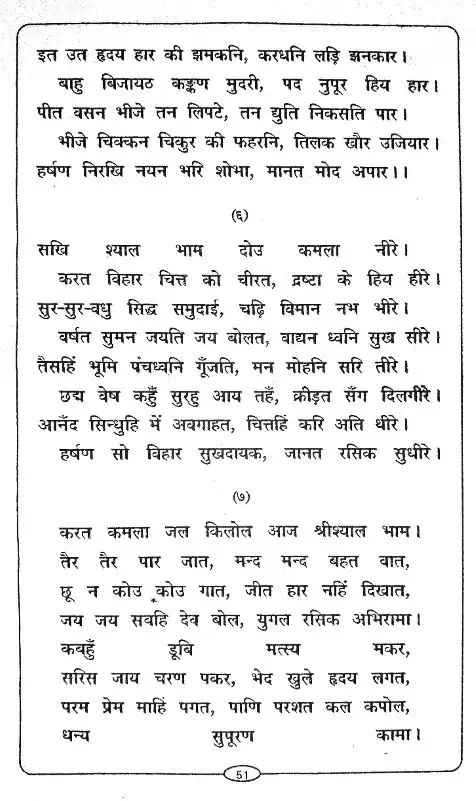 इत उत हृदय हार की झमकनि, करधनि लड़ि झनकार।
बाहु बिजायठ कङ्कण मुदरी, पद नुपूर हिय हार।
पीत वसन भीजे तन लिपटे, तन द्युति निकसति पार।
भीजे चिक्कन चिकुर की फहरनि, तिलक खौर उजियार।
हर्षण निरखि नयन भरि शोभा, मानत मोद अपार।।
(६)
सखि श्याल भाम दोउ कमला नीरे।
करत विहार चित्त को चीरत, द्रष्टा के हिय हीरे।
सुर-सुर-वधु सिद्ध समुदाई, चढ़ि विमान नभ भीरे।
वर्षत सुमन जयति जय बोलत, वाद्यन ध्वनि सुख सीरे।
तैसहिं भूमि पंचध्वनि गूँजति, मन मोहनि सरि तीरे।
छद्म वेष कहुँ सुरहु आय तहँ, क्रीड़त सँग दिलगीरे।
आनँद सिन्धुहि में अवगाहत, चित्तहिं करि अति थीरे।
हर्षण सो विहार सुखदायक, जानत रसिक सुधीरे।
(७)
करत कमला जल किलोल आज श्रीश्याल भाम।
तैर तैर पार जात, मन्द मन्द बहत वात,
छू न कोउ कोउ गात, जीत हार नहिं दिखात,
जय जय सवहि देव बोल, युगल रसिक अभिरामा।
कबहुँ डूबि मत्स्य मकर,
सरिस जाय चरण पकर, भेद खुले हृदय लगत,
परम प्रेम माहिं पगत, पाणि परशत कल कपोल,
धन्य सुपूरण कामा।
51